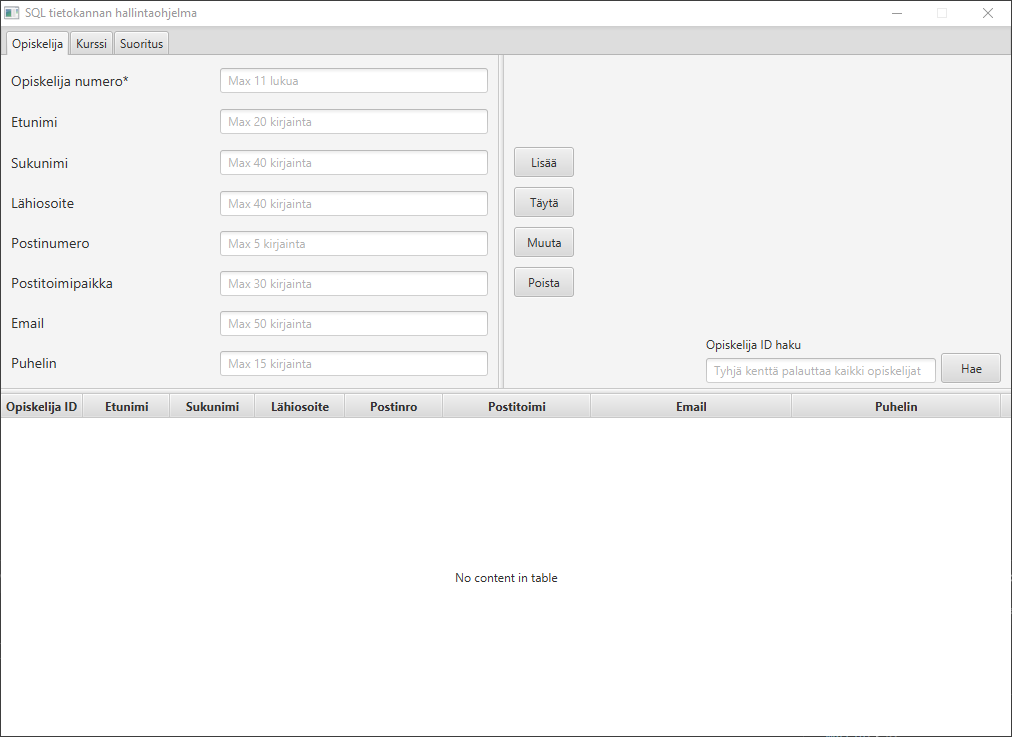 SQL tietokannan hallintaohjelma
Opiskelija Kurssi Suoritus
Opiskelija numero* Max 11 lukua
Etunimi Max 20 kirjainta
Sukunimi Max 40 kirjainta
Lähiosoite Max 40 kirjainta
Postinumero Max 5 kirjainta
Postitoimipaikka Max 30 kirjainta
Email Max 50 kirjainta
Puhelin Max 15 kirjainta
Lisää
Täytä
Muuta
Poista
Opiskelija ID haku
Tyhjä kenttä palauttaa kaikki opiskelijat Hae
Opiskelija ID Etunimi Sukunimi Lähiosoite Postinro Postitoimi Email Puhelin
No content in table